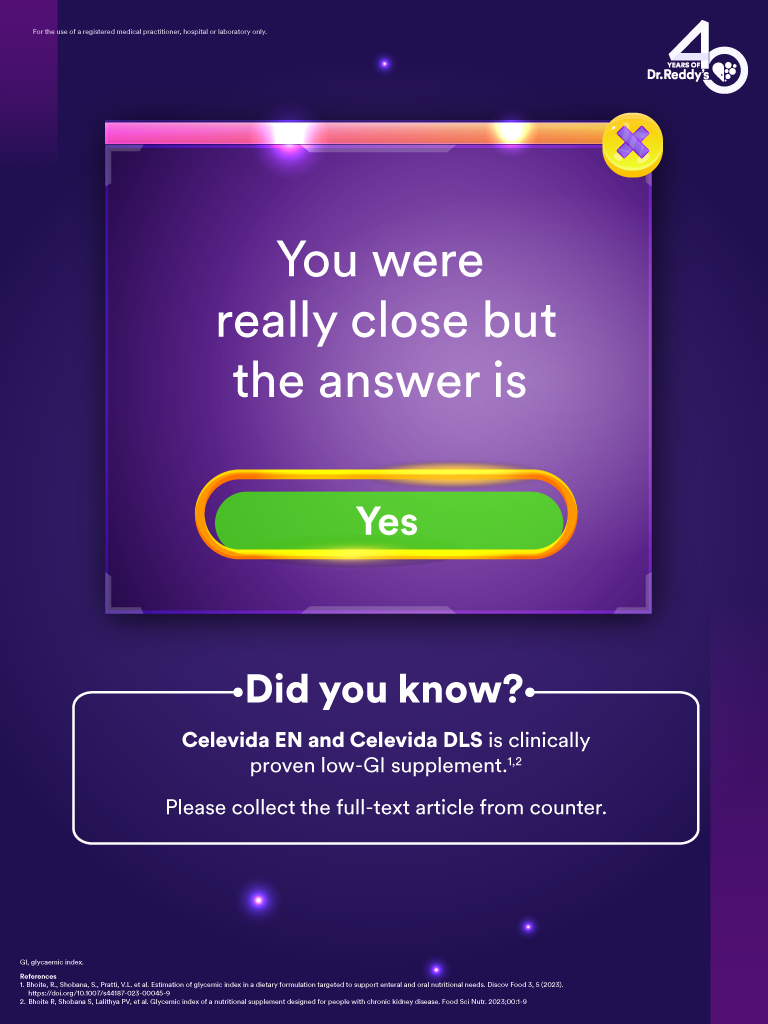 For the use of a registered medical practitioner, hospital or laboratory only.
40
YEARS OF
Dr.Reddy's
You were
really close but
the answer is
Yes
Did you know?
Celevida EN and Celevida DLS is clinically
proven low-GI supplement.1,2
Please collect the full-text article from counter.
GI, glycaemic index.
References
1. Bhoite, R., Shobana, S., Pratti, V.L. et al. Estimation of glycemic index in a dietary formulation targeted to support enteral and oral nutritional needs. Discov Food 3, 5 (2023).
https://doi.org/10.1007/s44187-023-00045-9
2. Bhoite R, Shobana S, Lalithya PV, et al. Glycemic index of a nutritional supplement designed for people with chronic kidney disease. Food Sci Nutr. 2023;00:1-9